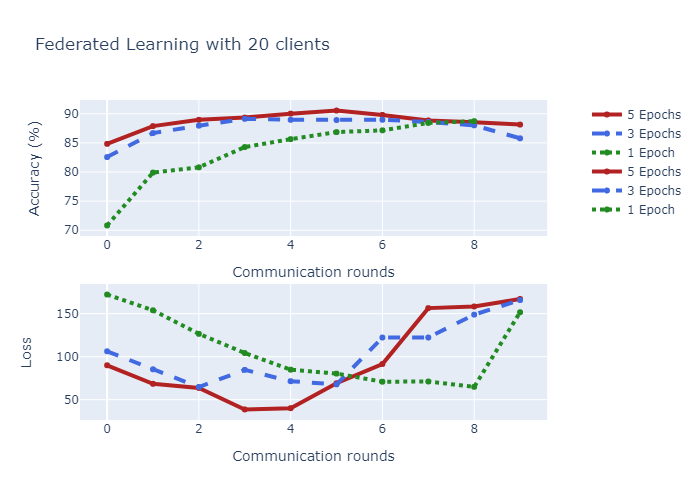 Federated Learning with 20 clients
Accuracy (%)
90
85
80
75
70
0 2 4 6 8
Communication rounds
5 Epochs
3 Epochs
1 Epoch
5 Epochs
3 Epochs
1 Epoch
Loss
150
100
50
0 2 4 6 8
Communication rounds